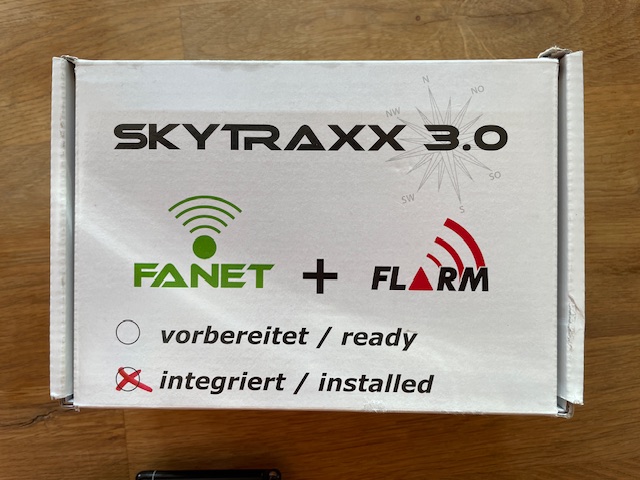 N
NW
NO
SKYTRAXX 3.0
SO
SW
S
FANET + FLARM
vorbereitet / ready
integriert / installed